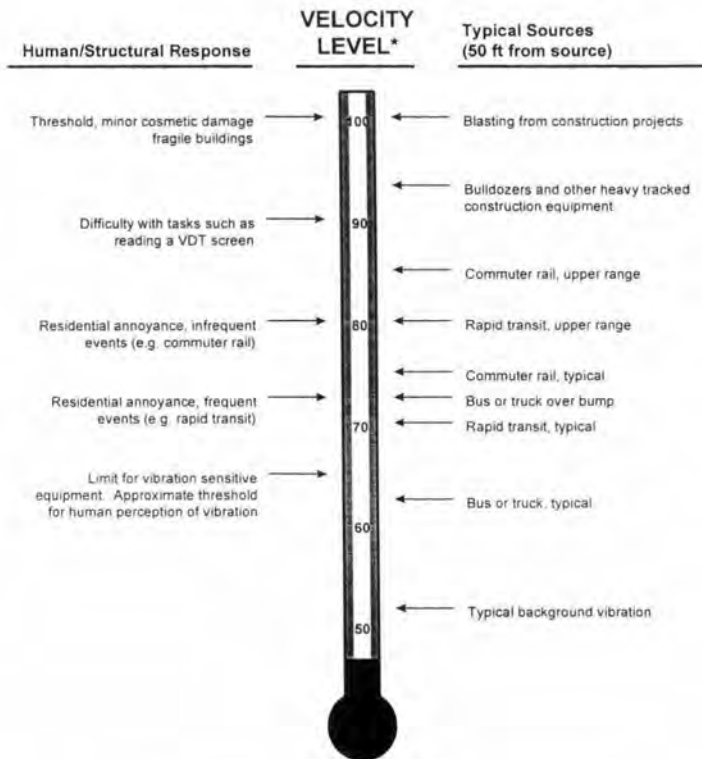 Human/Structural Response
VELOCITY
LEVEL*
Typical Sources
(50 ft from source)
Threshold, minor cosmetic damage
fragile buildings
100
Blasting from construction projects
Bulldozers and other heavy tracked
construction equipment
Difficulty with tasks such as
reading a VDT screen
90
Commuter rail, upper range
Residential annoyance, infrequent
events (e.g. commuter rail)
80
Rapid transit, upper range
Commuter rail, typical
Residential annoyance, frequent
events (e.g. rapid transit)
Bus or truck over bump
70
Rapid transit, typical
Limit for vibration sensitive
equipment. Approximate threshold
for human perception of vibration
Bus or truck, typical
60
Typical background vibration
50